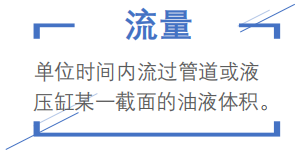 流量
单位时间内流过管道或液
压缸某一截面的油液体积。